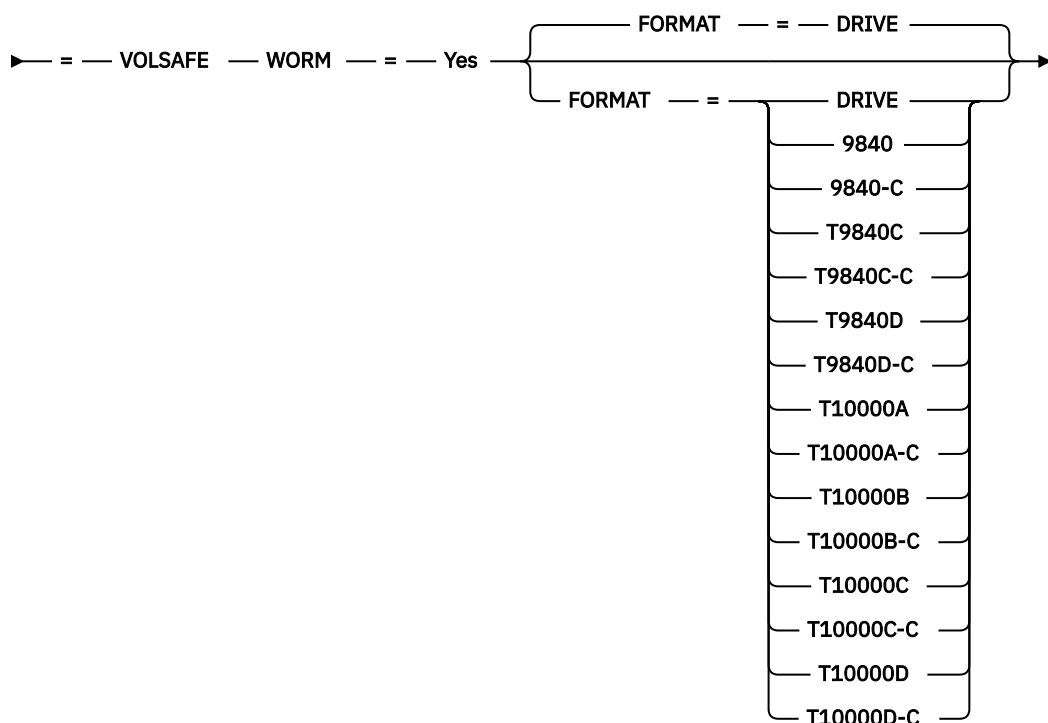 FORMAT = DRIVE
= VOLSAFE WORM = Yes
FORMAT = DRIVE
9840
9840-C
T9840C
T9840C-C
T9840D
T9840D-C
T10000A
T10000A-C
T10000B
T10000B-C
T10000C
T10000C-C
T10000D
T10000D-C